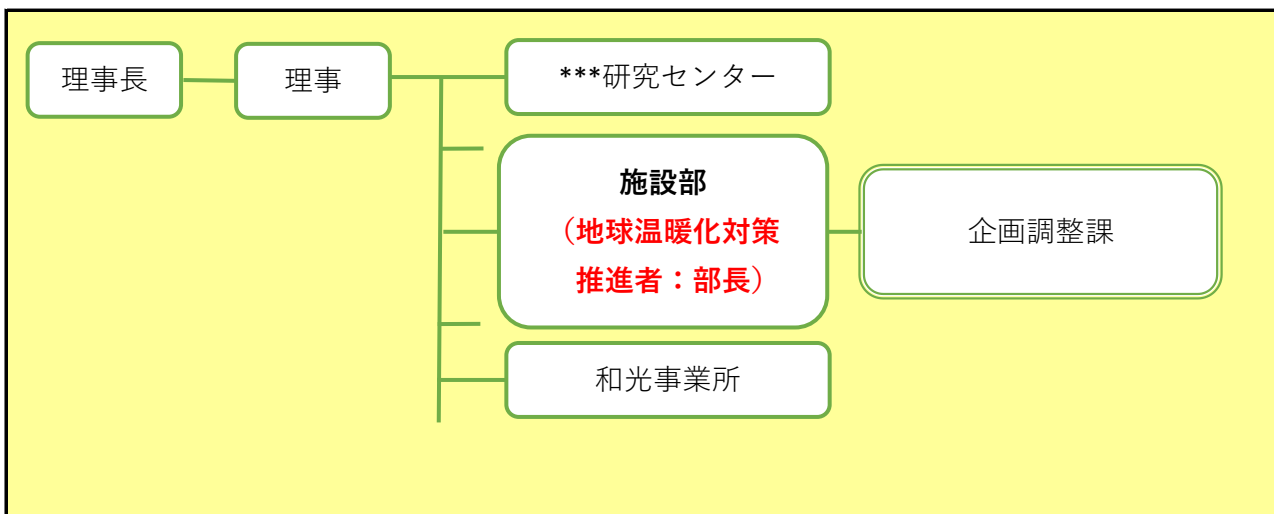 理事長
理事
***研究センター
施設部
（地球温暖化対策
推進者：部長）
企画調整課
和光事業所